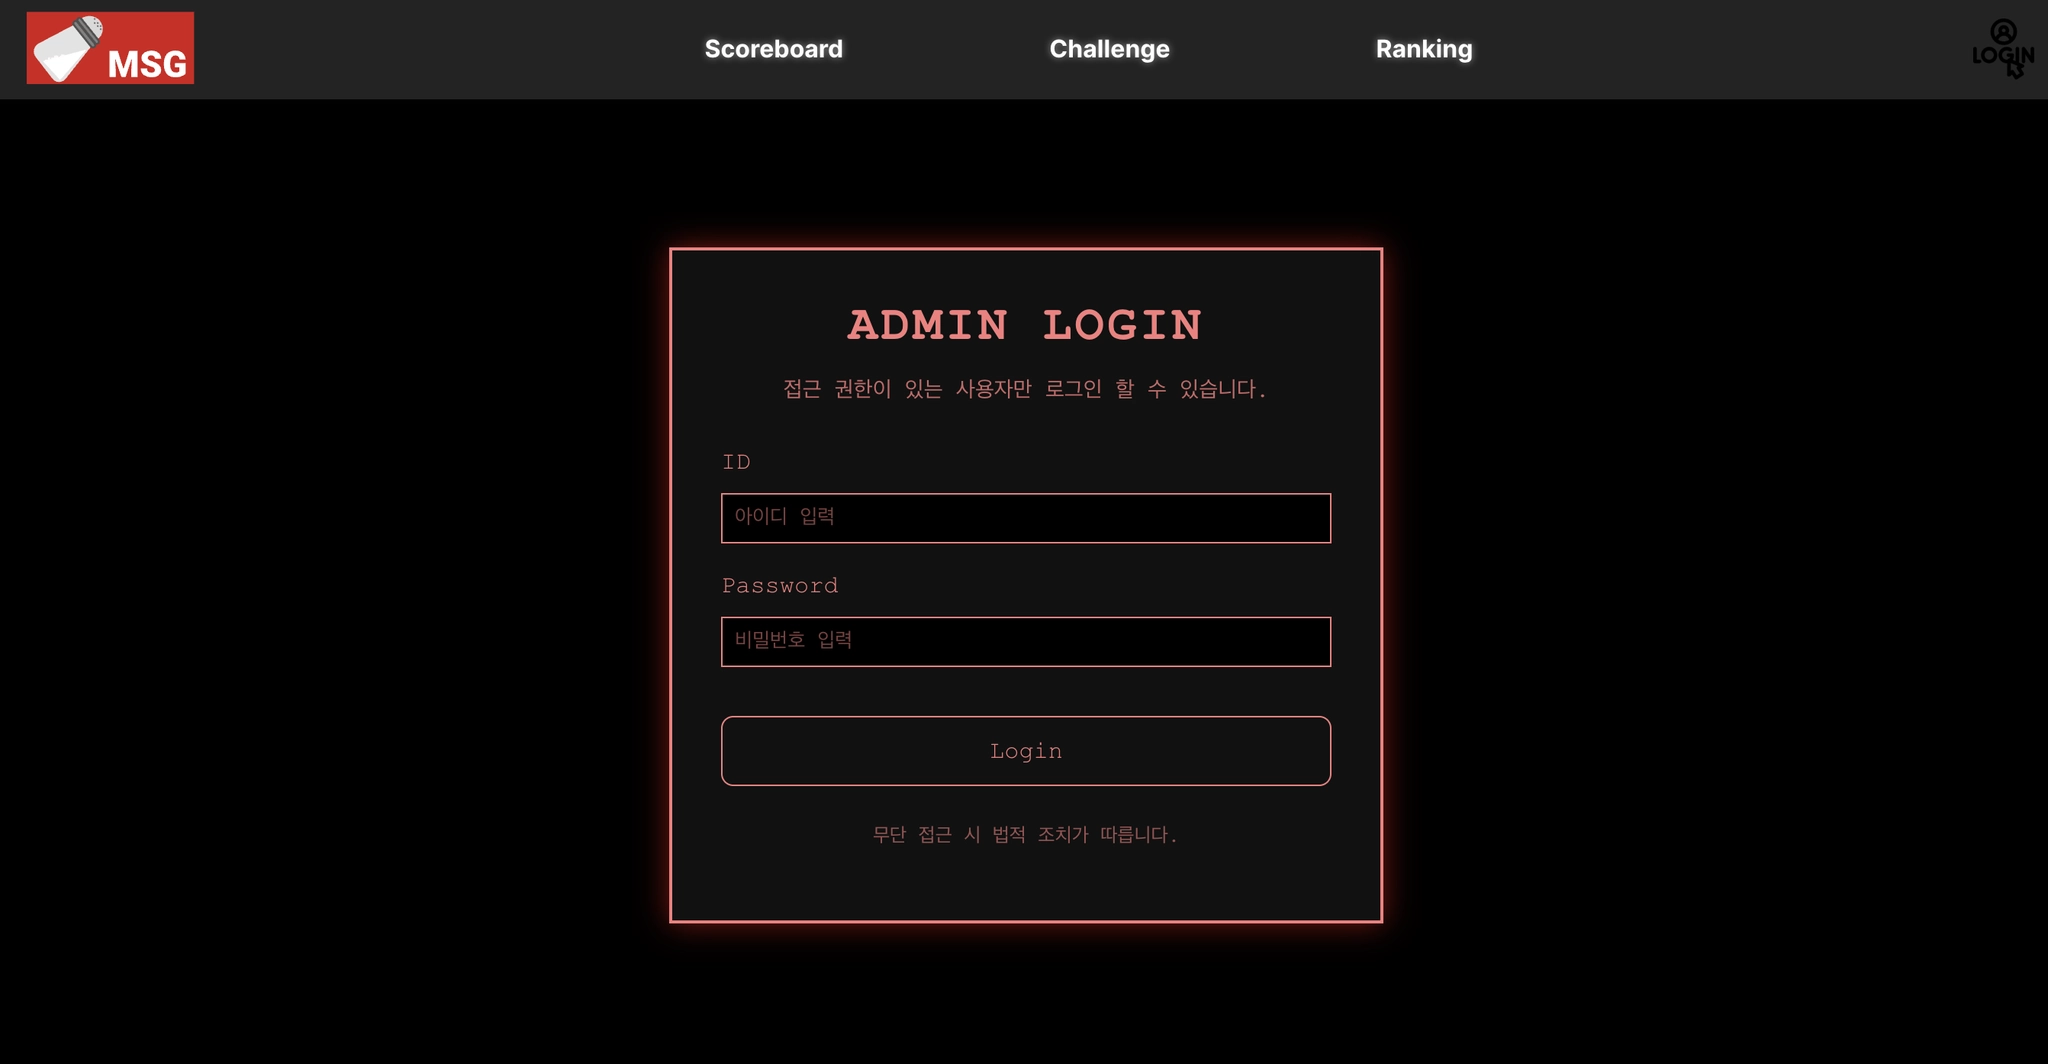 MSG
Scoreboard
Challenge
Ranking
LOGIN
ADMIN LOGIN
접근 권한이 있는 사용자만 로그인 할 수 있습니다.
ID
아이디 입력
Password
비밀번호 입력
Login
무단 접근 시 법적 조치가 따릅니다.